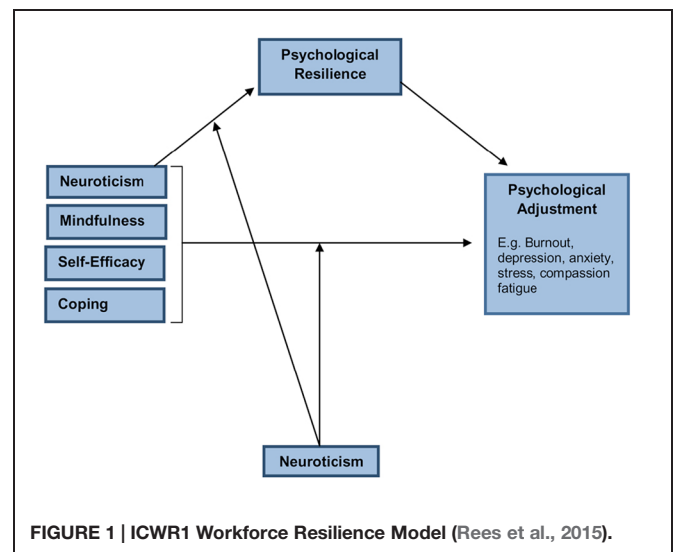 Psychological
Resilience
Neuroticism
Mindfulness
Self-Efficacy
Coping
Psychological
Adjustment
E.g. Burnout,
depression, anxiety,
stress, compassion
fatigue
Neuroticism
FIGURE 1 | ICWR1 Workforce Resilience Model (Rees et al., 2015).